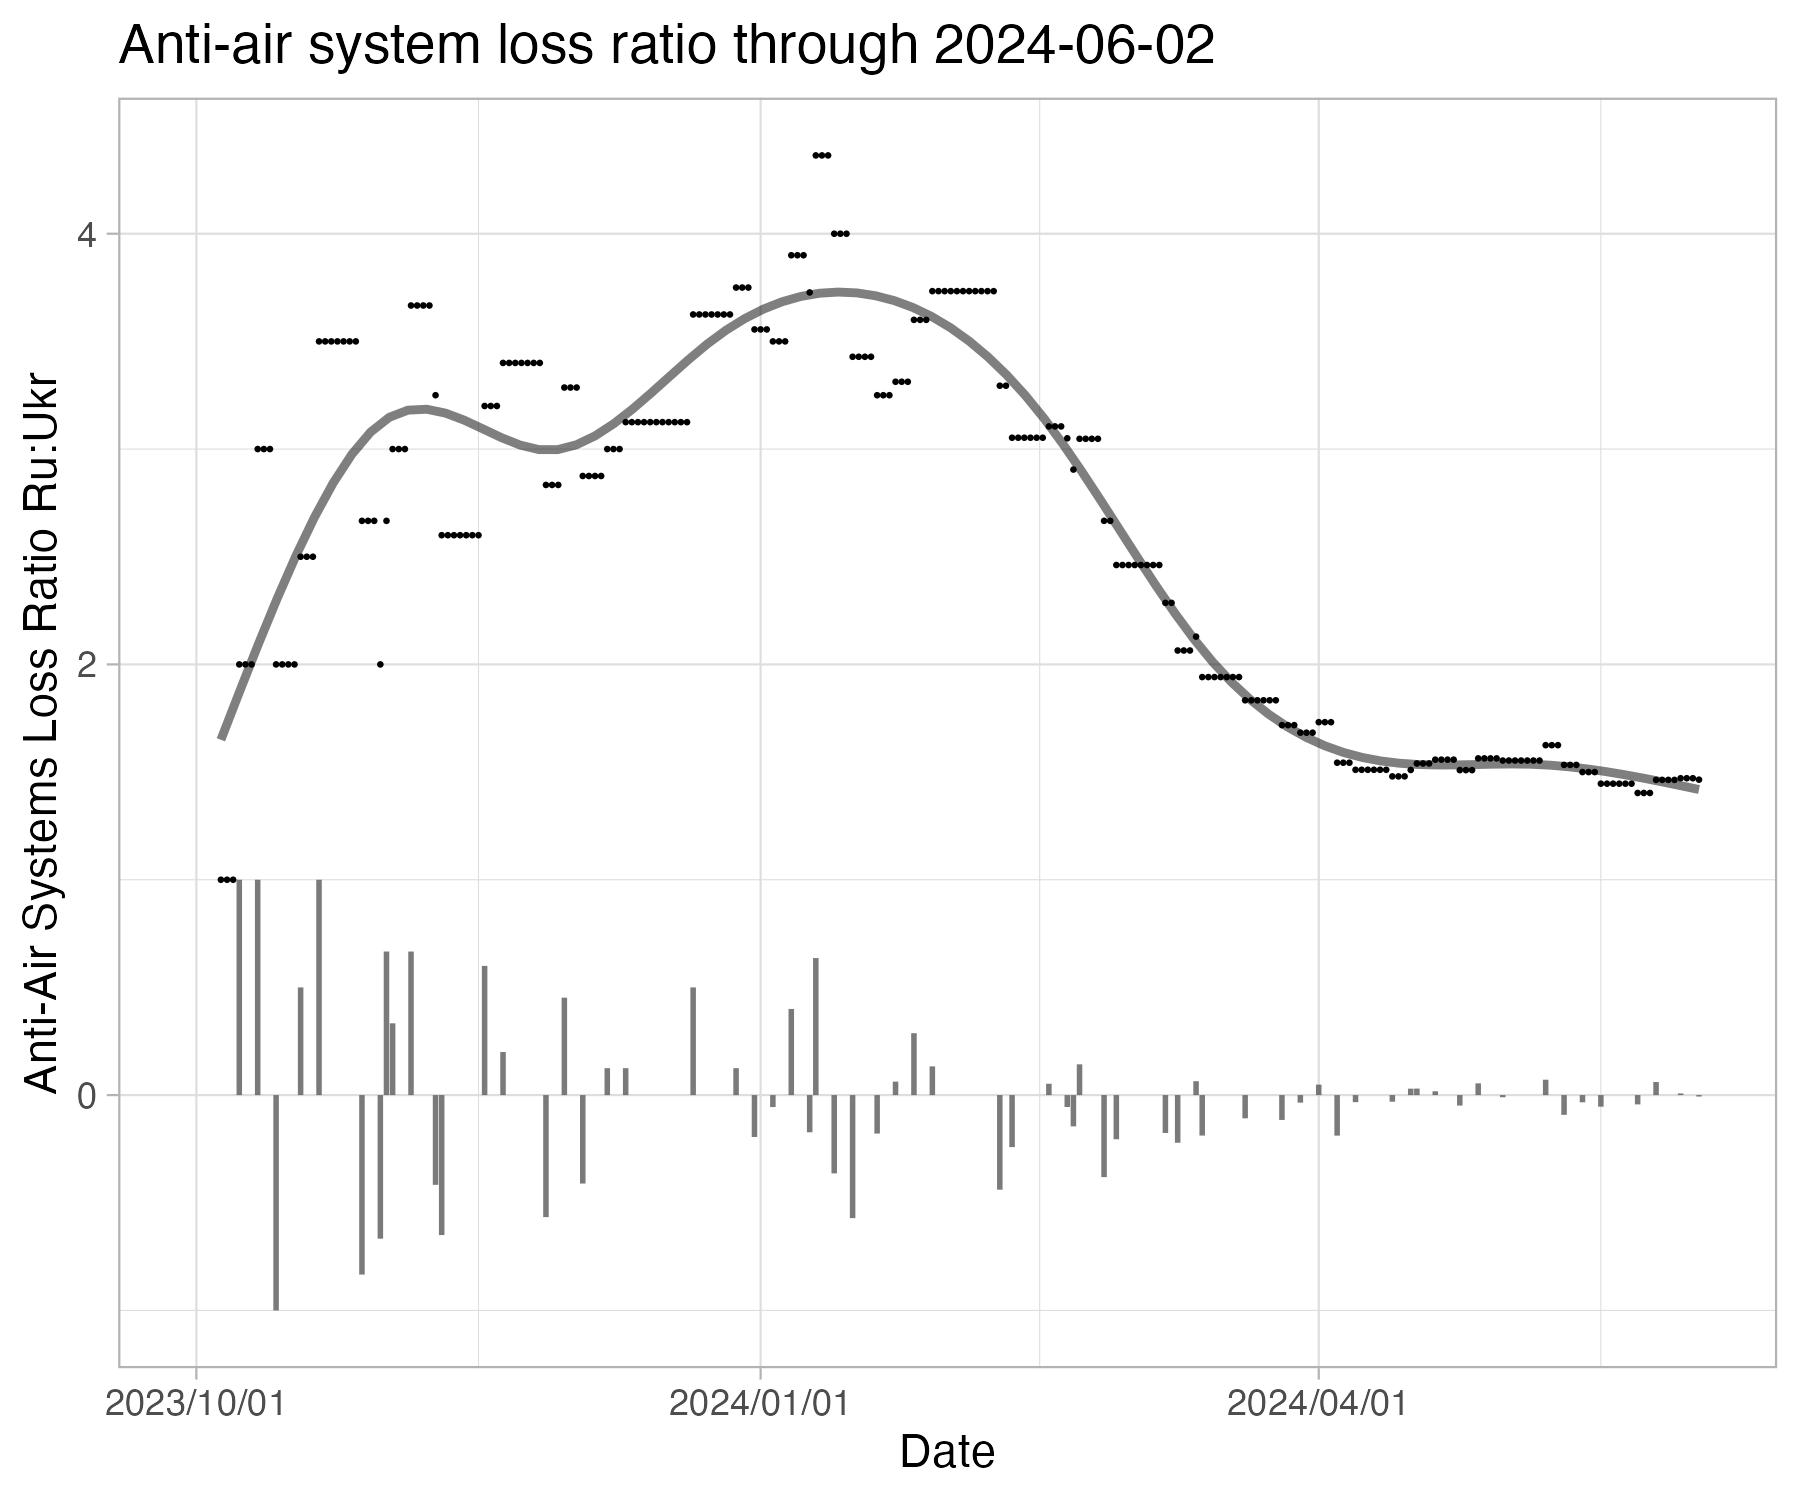 Anti-air system loss ratio through 2024-06-02
Anti-Air Systems Loss Ratio Ru:Ukr
4
2
0
2023/10/01
2024/01/01
2024/04/01
Date